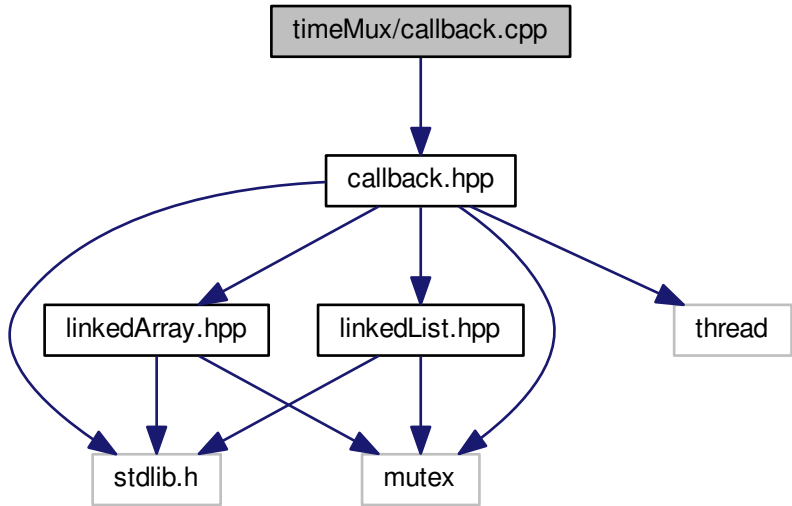 timeMux/callback.cpp
callback.hpp
linkedArray.hpp
linkedList.hpp
thread
stdlib.h
mutex